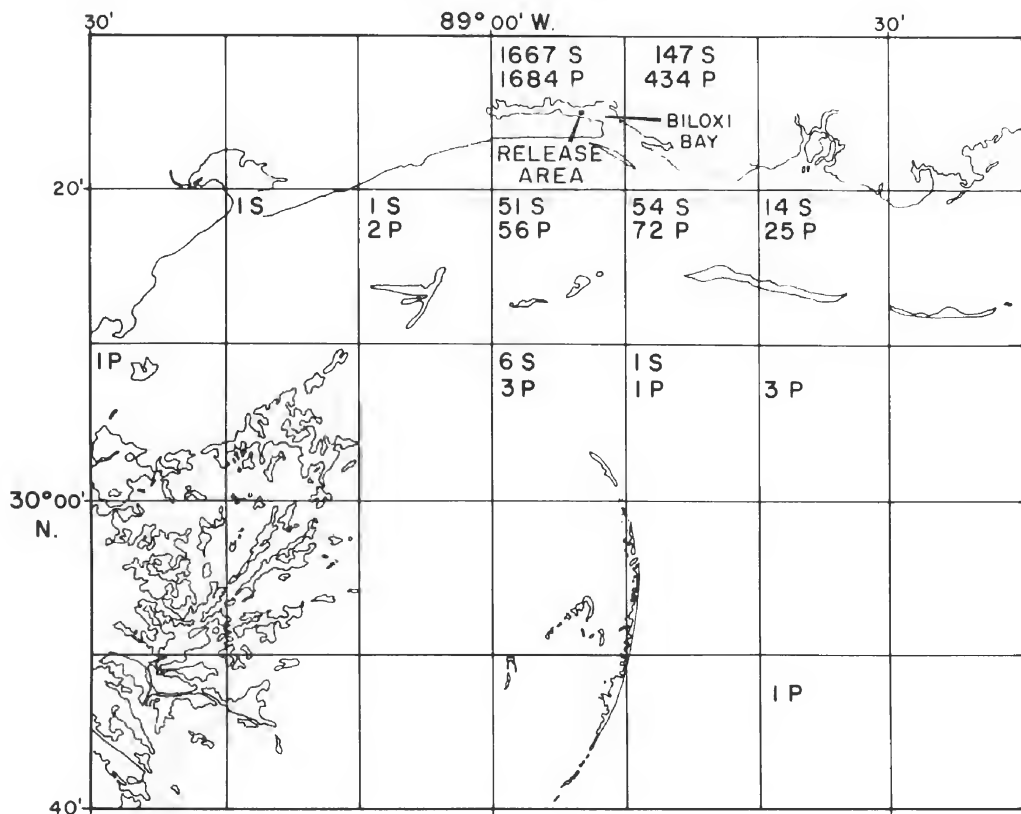 30'
89° 00' W.
30'
1667 S
1684 P
147 S
434 P
BILOXI
BAY
RELEASE
AREA
20'
1 S
1 S
2 P
51 S
56 P
54 S
72 P
14 S
25 P
1 P
6 S
3 P
1 S
1 P
3 P
30° 00'
N.
1 P
40'